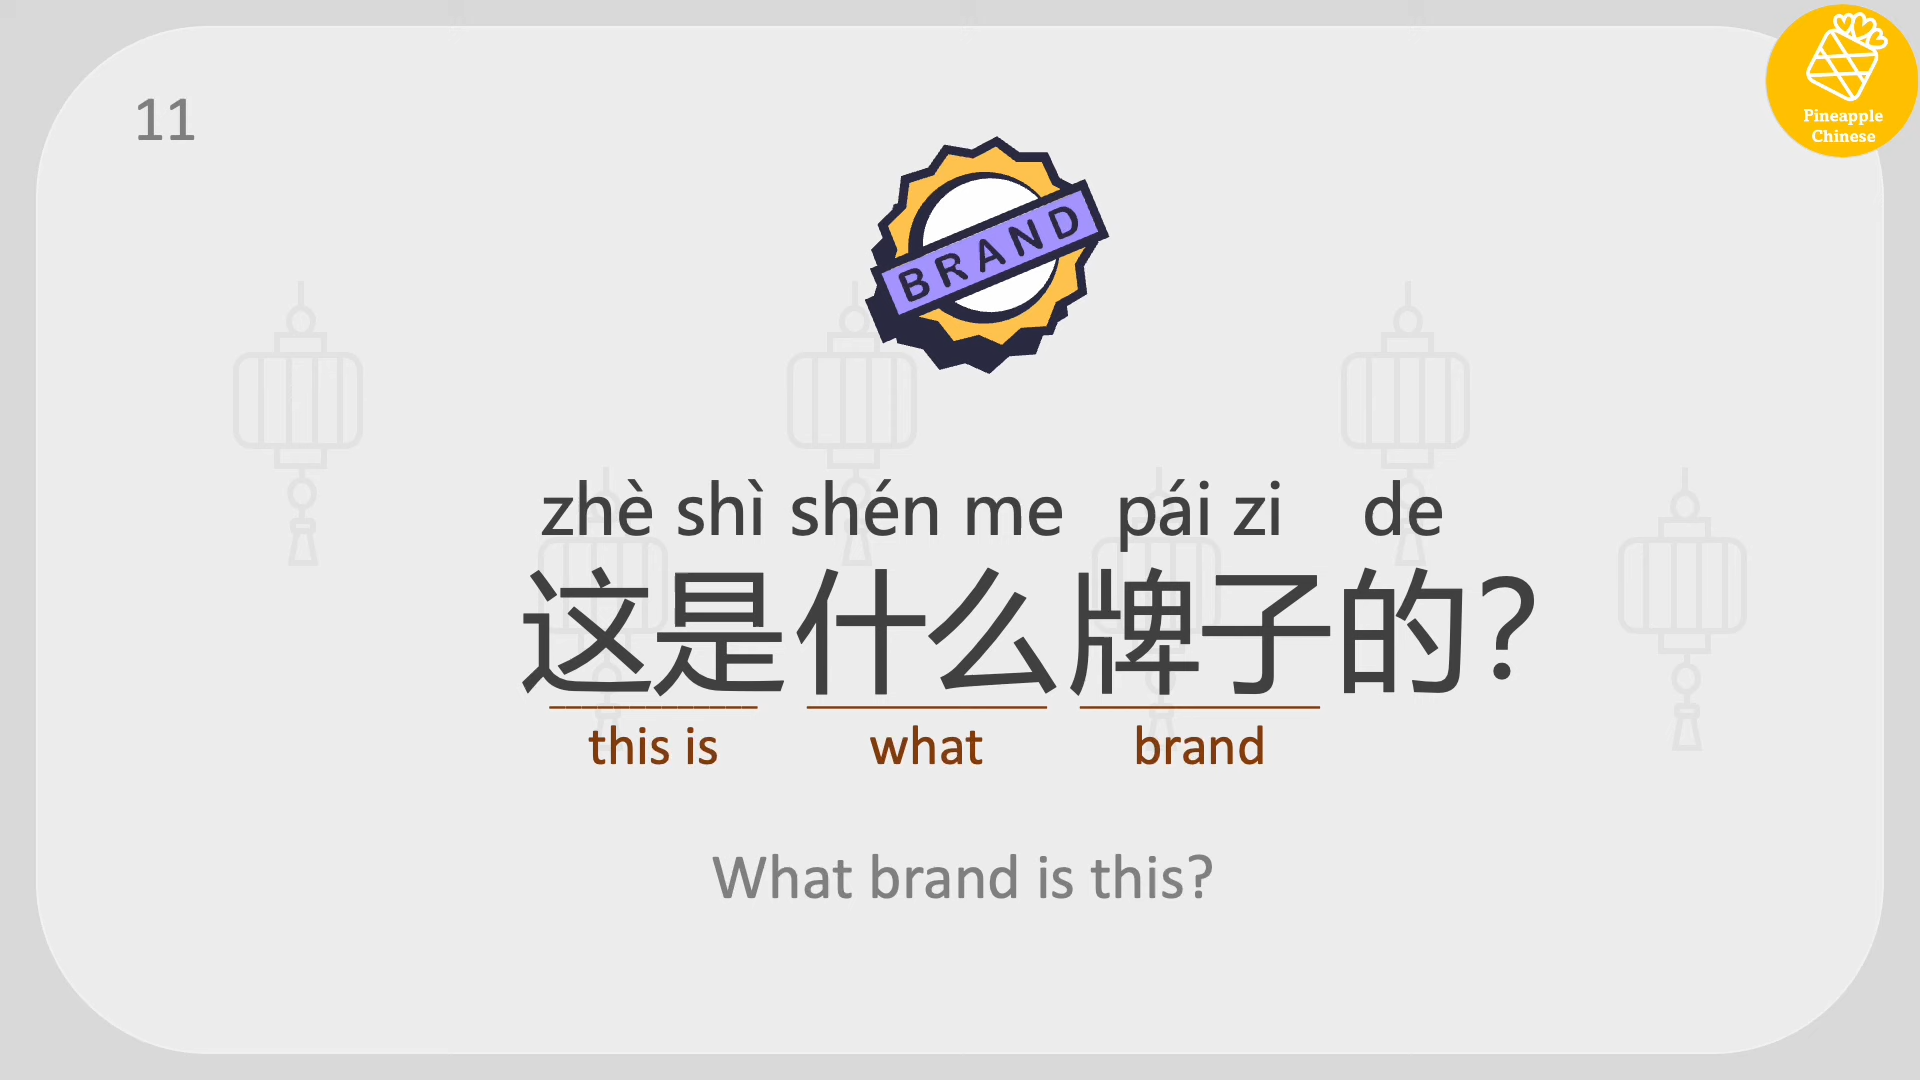 11
Pineapple
Chinese
BRAND
zhè shì shén me pái zi de
这是什么牌子的?
this is what brand
What brand is this?